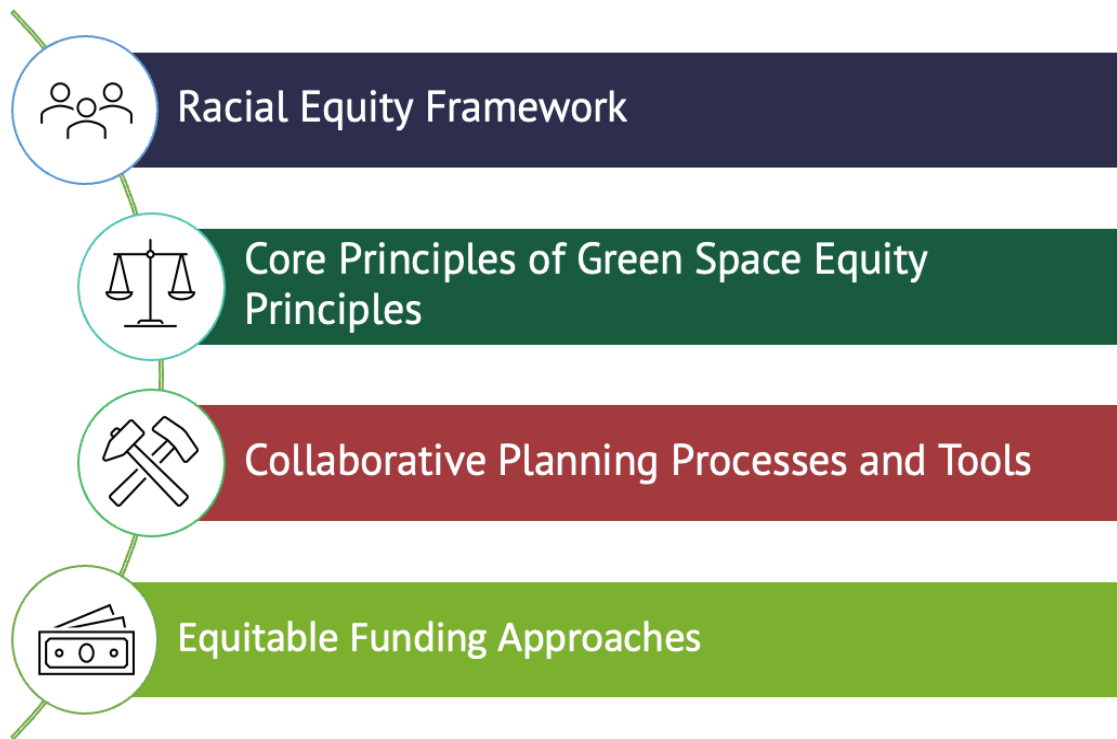 Racial Equity Framework
Core Principles of Green Space Equity
Principles
Collaborative Planning Processes and Tools
Equitable Funding Approaches